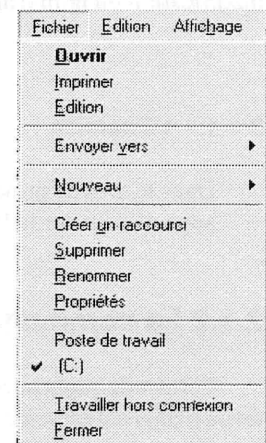 Fichier Edition Affichage
Ouvrir
Imprimer
Edition
Envoyer vers
Nouveau
Créer un raccourci
Supprimer
Renommer
Propriétés
Poste de travail
(C:)
Travailler hors connexion
Fermer